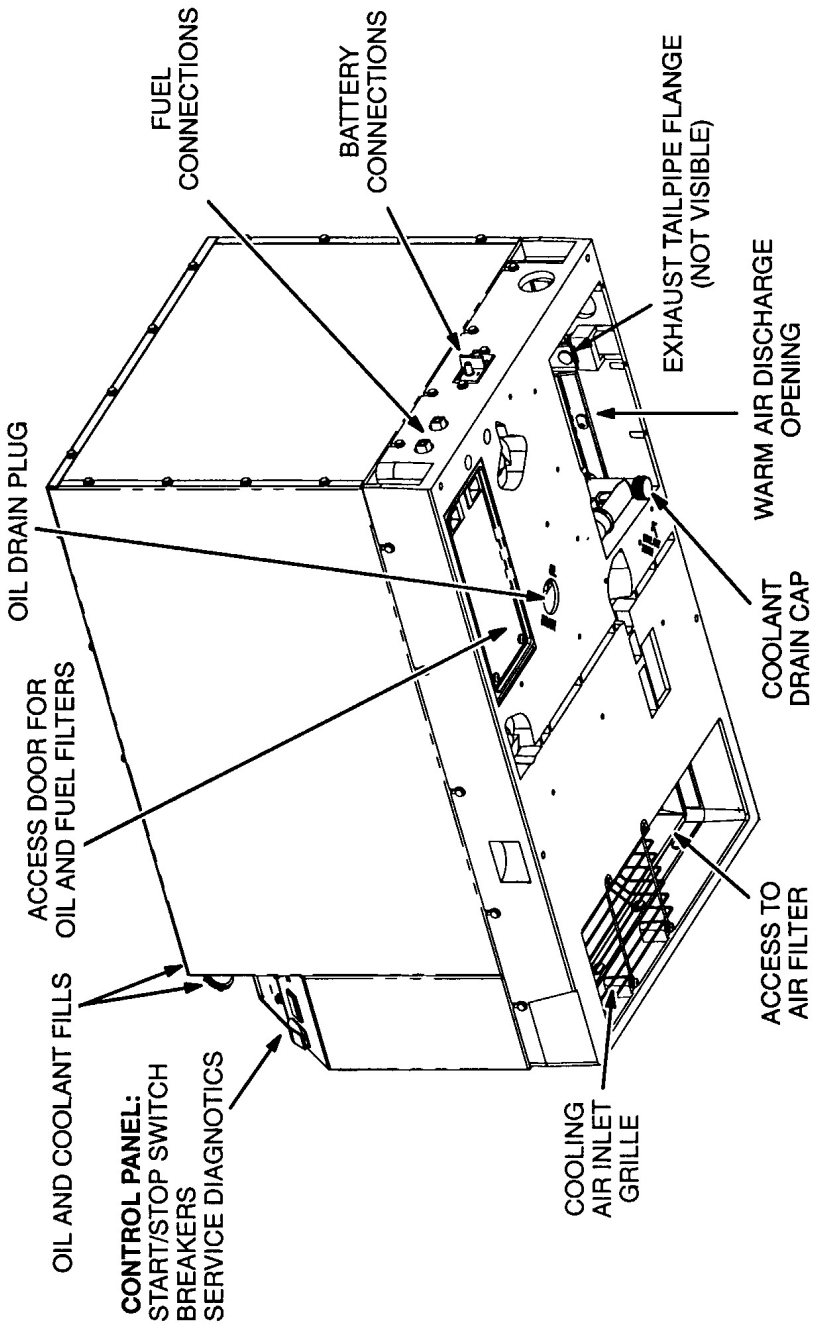 OIL AND COOLANT FILLS
CONTROL PANEL:
START/STOP SWITCH
BREAKERS
SERVICE DIAGNOTICS
ACCESS DOOR FOR
OIL AND FUEL FILTERS
OIL DRAIN PLUG
FUEL
CONNECTIONS
BATTERY
CONNECTIONS
COOLING
AIR INLET
GRILLE
ACCESS TO
AIR FILTER
COOLANT
DRAIN CAP
WARM AIR DISCHARGE
OPENING
EXHAUST TAILPIPE FLANGE
(NOT VISIBLE)